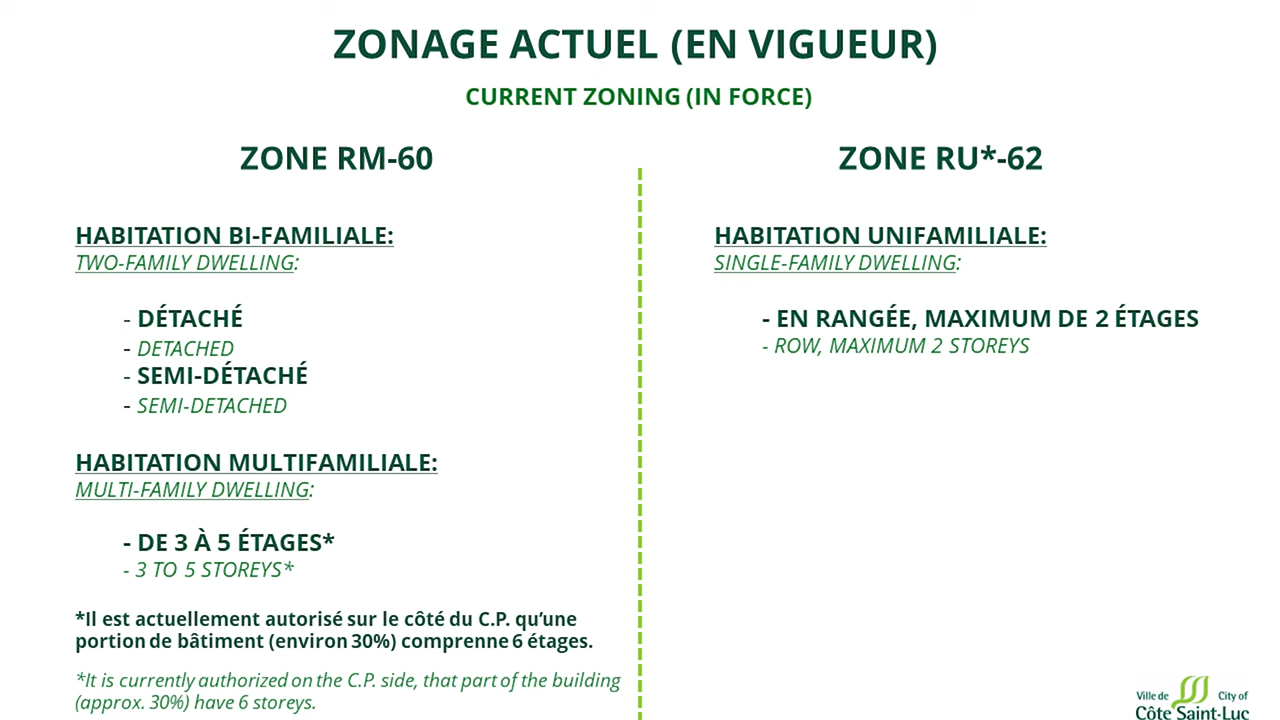 ZONAGE ACTUEL (EN VIGUEUR)
CURRENT ZONING (IN FORCE)
ZONE RM-60
HABITATION BI-FAMILIALE:
TWO-FAMILY DWELLING:
- DÉTACHÉ
- DETACHED
- SEMI-DÉTACHÉ
- SEMI-DETACHED
HABITATION MULTIFAMILIALE:
MULTI-FAMILY DWELLING:
- DE 3 À 5 ÉTAGES*
- 3 TO 5 STOREYS*
*Il est actuellement autorisé sur le côté du C.P. qu’une
portion de bâtiment (environ 30%) comprenne 6 étages.
*It is currently authorized on the C.P. side, that part of the building
(approx. 30%) have 6 storeys.
ZONE RU*-62
HABITATION UNIFAMILIALE:
SINGLE-FAMILY DWELLING:
- EN RANGÉE, MAXIMUM DE 2 ÉTAGES
- ROW, MAXIMUM 2 STOREYS
Ville de City of
Côte Saint-Luc